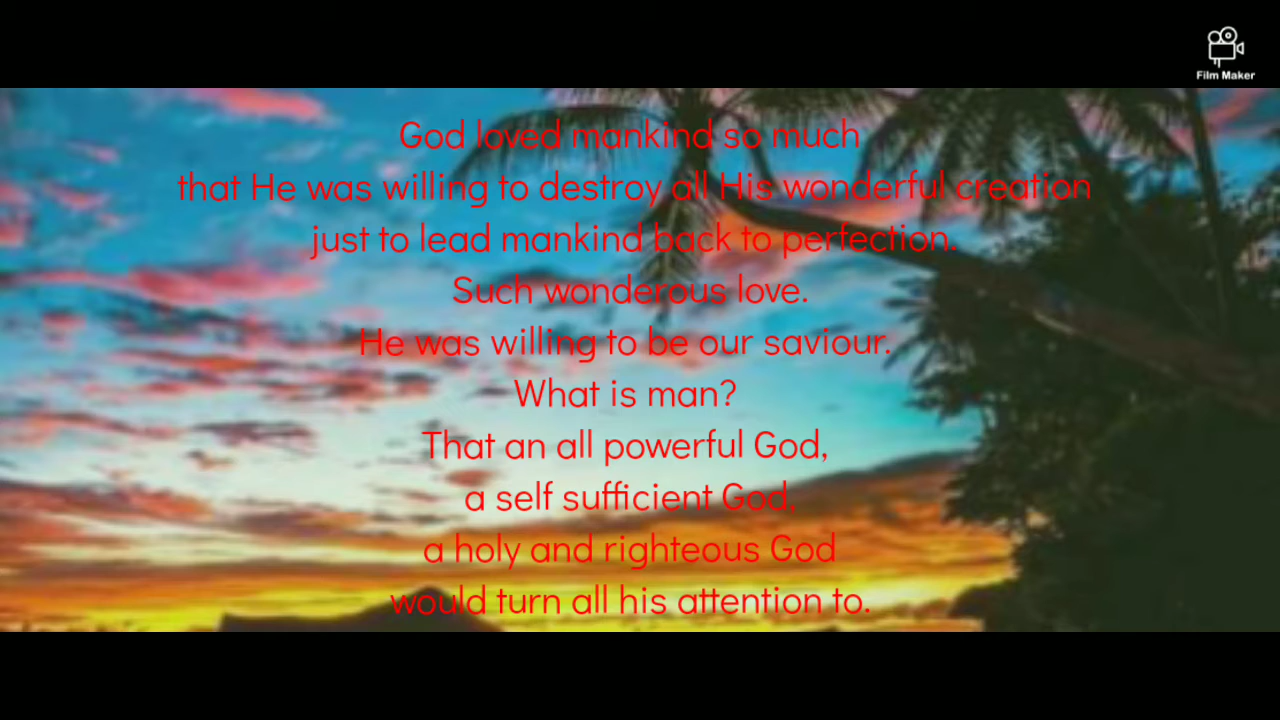 Film Maker
God loved mankind so much
that He was willing to destroy all His wonderful creation
just to lead mankind back to perfection.
Such wonderous love.
He was willing to be our saviour.
What is man?
That an all powerful God,
a self sufficient God,
a holy and righteous God
would turn all his attention to.